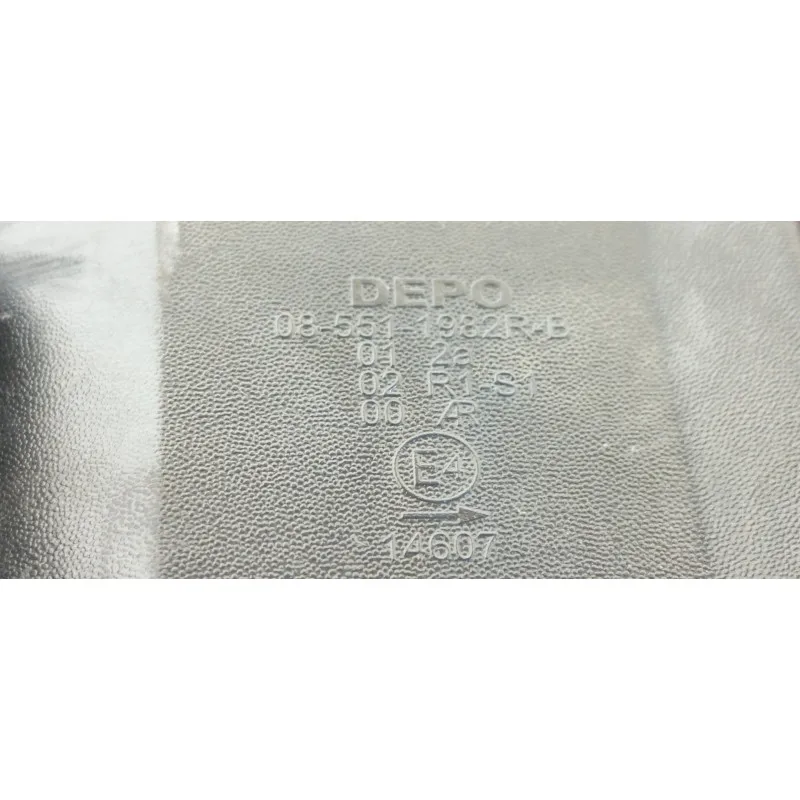 DEPO
08-551-1982R-B
01 2a
02 R1-S1
00 AR
E4
14607